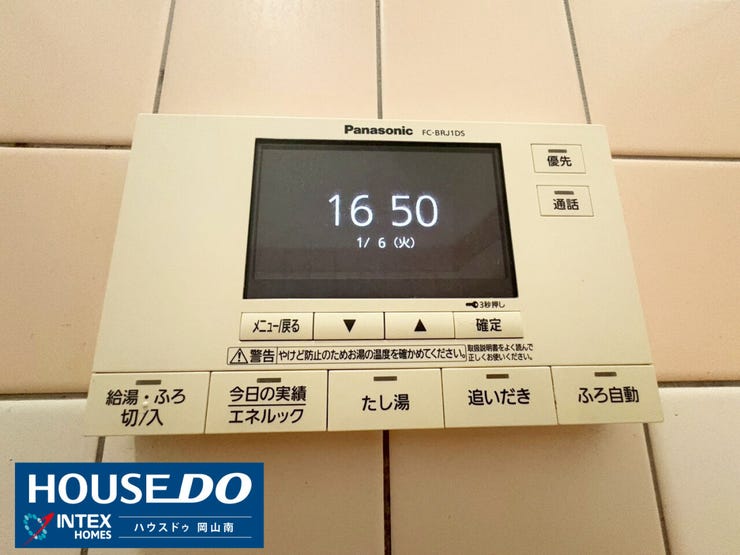 Panasonic FC-BRJ1DS
優先
16 50
1/ 6 (火)
通話
3秒押し
メニュー/戻る ▼ ▲ 確定
警告 やけど防止のためお湯の温度を確かめてください。 取扱説明書をよく読んで
正しくお使いください。
給湯・ふろ
切/入
今日の実績
エネルック
たし湯
追いだき
ふろ自動
HOUSE DO
INTEX
HOMES
ハウスドゥ 岡山南